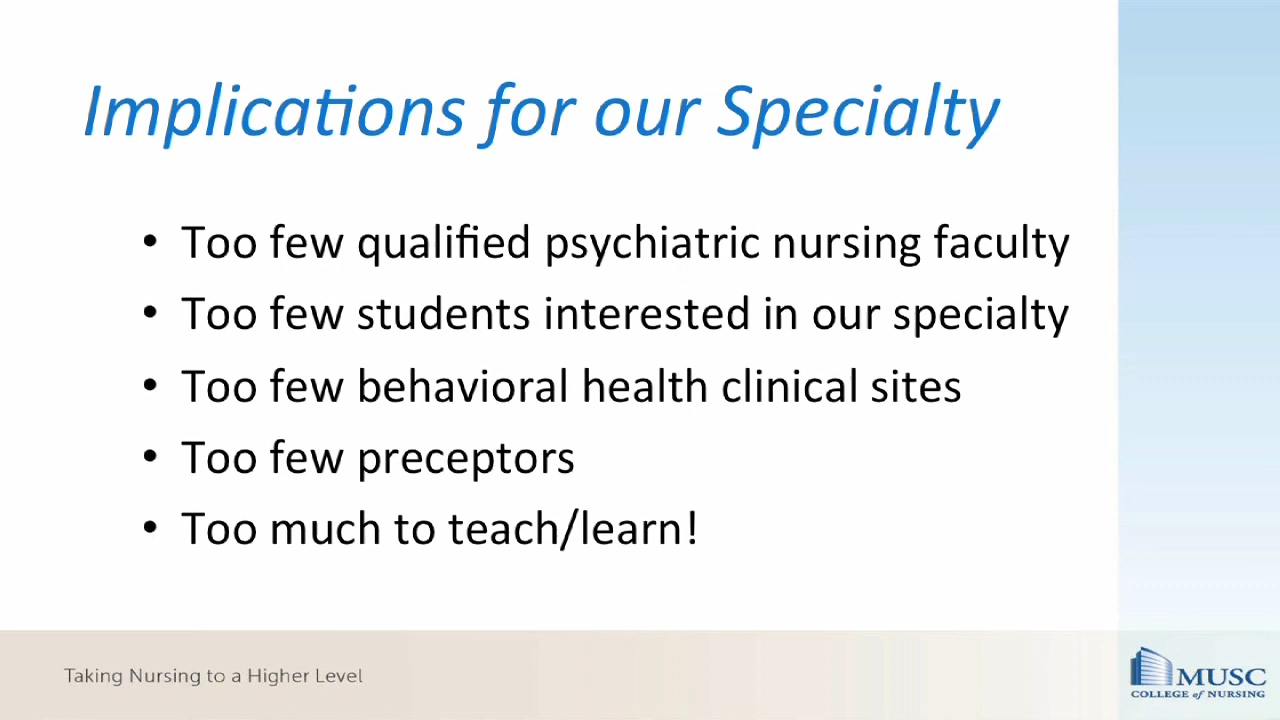 Implications for our Specialty
• Too few qualified psychiatric nursing faculty
• Too few students interested in our specialty
• Too few behavioral health clinical sites
• Too few preceptors
• Too much to teach/learn!
Taking Nursing to a Higher Level
MUSC
COLLEGE of NURSING